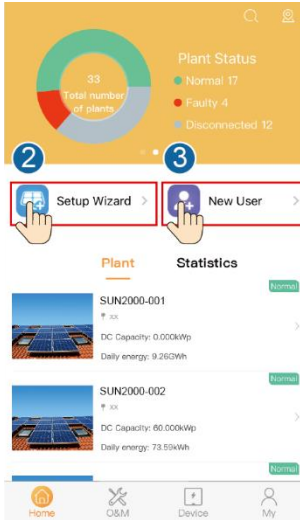 Plant Status
33
Total number
of plants
Normal 17
Faulty 4
Disconnected 12
2
3
Setup Wizard
New User
Plant
Statistics
Normal
SUN2000-001
xx
DC Capacity: 0.000kWp
Daily energy: 9.26GWh
Normal
SUN2000-002
xx
DC Capacity: 60.000kWp
Daily energy: 73.59kWh
Normal
Home
O&M
Device
My